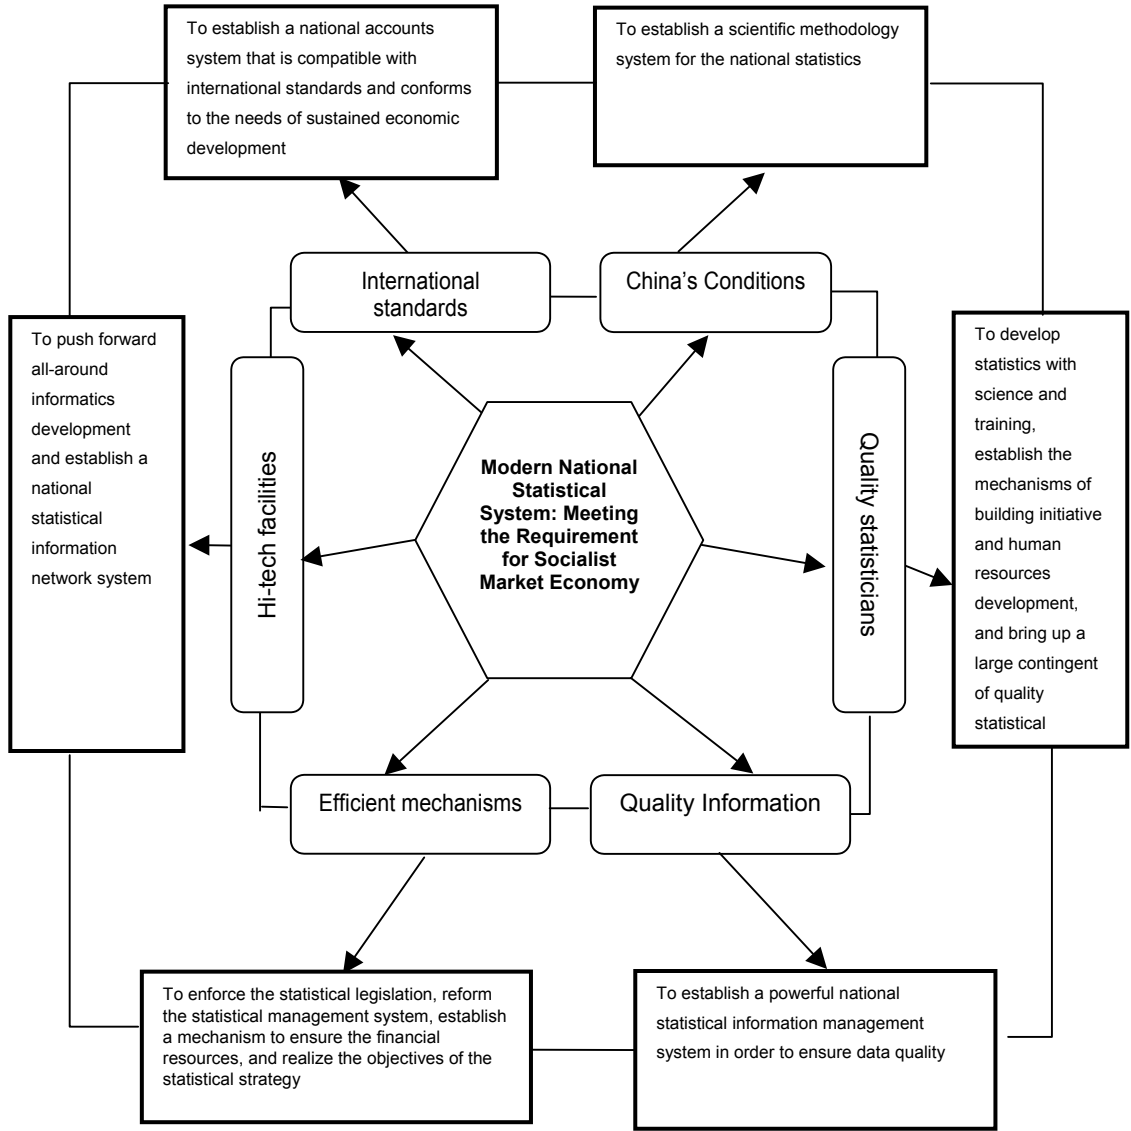 To establish a national accounts
system that is compatible with
international standards and conforms
to the needs of sustained economic
development
To establish a scientific methodology
system for the national statistics
International
standards
China’s Conditions
To push forward
all-around
informatics
development
and establish a
national
statistical
information
network system
Hi-tech facilities
Modern National
Statistical
System: Meeting
the Requirement
for Socialist
Market Economy
Quality statisticians
To develop
statistics with
science and
training,
establish the
mechanisms of
building initiative
and human
resources
development,
and bring up a
large contingent
of quality
statistical
Efficient mechanisms
Quality Information
To enforce the statistical legislation, reform
the statistical management system, establish
a mechanism to ensure the financial
resources, and realize the objectives of the
statistical strategy
To establish a powerful national
statistical information management
system in order to ensure data quality